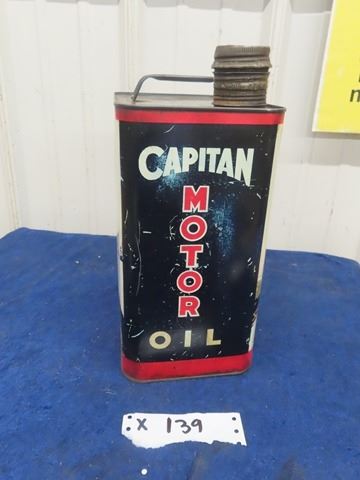 CAPITAN
MOTOR
OIL
x 139